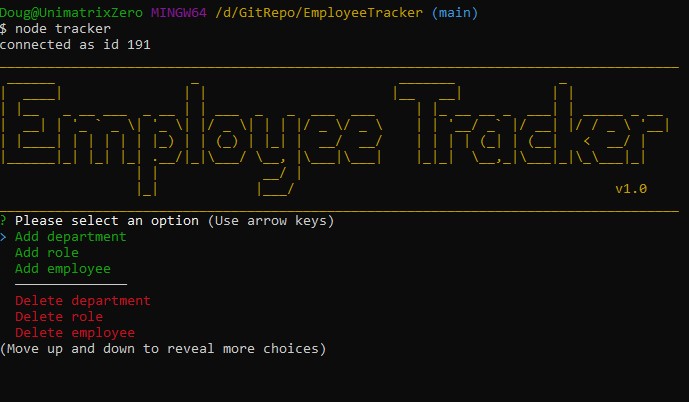 Doug@UnimatrixZero MINGW64 /d/GitRepo/EmployeeTracker (main)
$ node tracker
connected as id 191
Employee Tracker
v1.0
? Please select an option (Use arrow keys)
> Add department
Add role
Add employee
Delete department
Delete role
Delete employee
(Move up and down to reveal more choices)